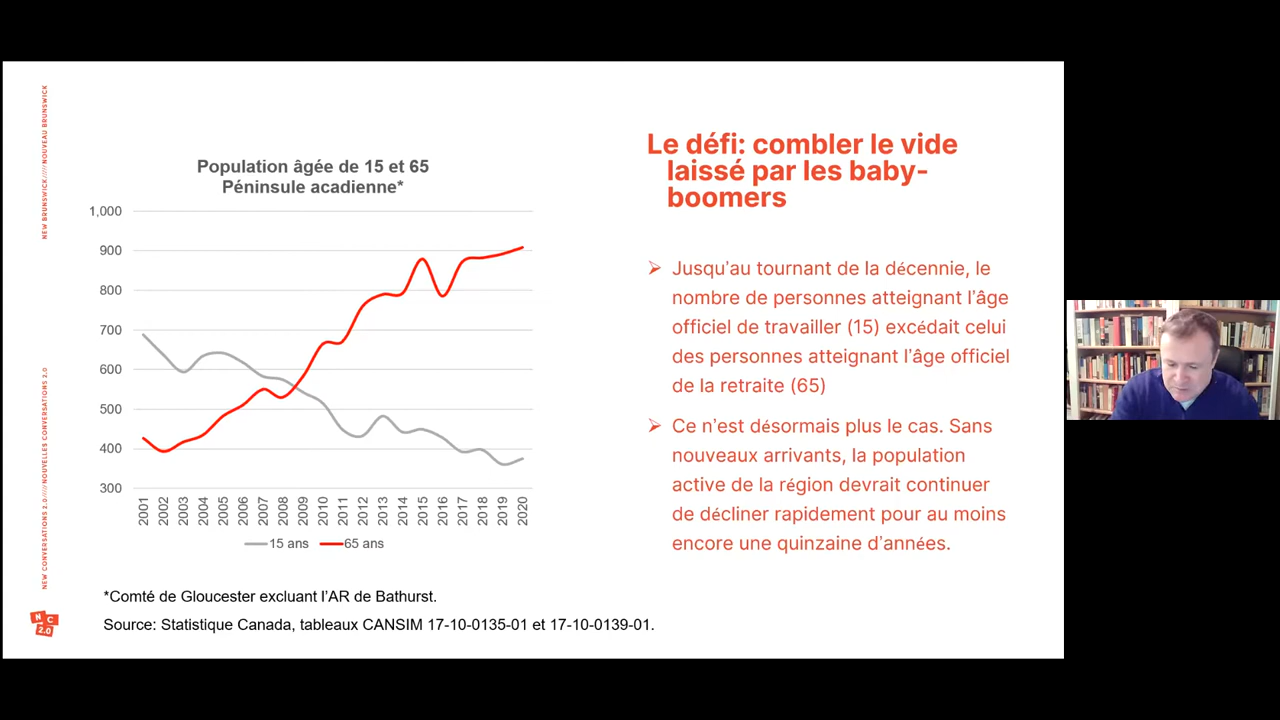 NEW BRUNSWICK////NOUVEAU BRUNSWICK
NEW CONVERSATIONS 2.0////NOUVELLES CONVERSATIONS 2.0
Population âgée de 15 et 65
Péninsule acadienne*
1,000
900
800
700
600
500
400
300
2001 2002 2003 2004 2005 2006 2007 2008 2009 2010 2011 2012 2013 2014 2015 2016 2017 2018 2019 2020
15 ans 65 ans
*Comté de Gloucester excluant l’AR de Bathurst.
Source: Statistique Canada, tableaux CANSIM 17-10-0135-01 et 17-10-0139-01.
N C
2.0
Le défi: combler le vide
laissé par les baby-
boomers
Jusqu’au tournant de la décennie, le
nombre de personnes atteignant l’âge
officiel de travailler (15) excédait celui
des personnes atteignant l’âge officiel
de la retraite (65)
Ce n’est désormais plus le cas. Sans
nouveaux arrivants, la population
active de la région devrait continuer
de décliner rapidement pour au moins
encore une quinzaine d’années.